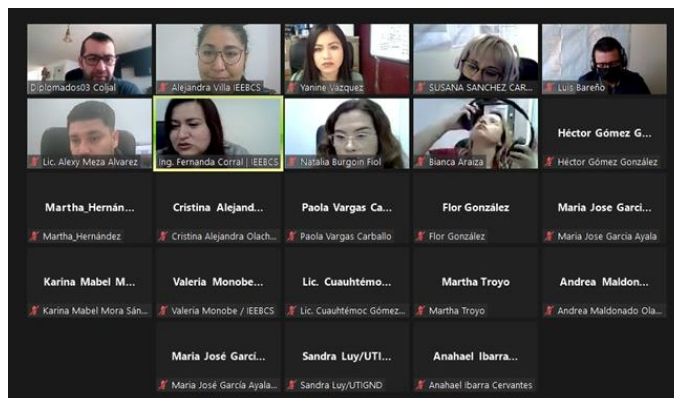 Diplomados03 Coljal
Alejandra Villa IEEBCS
Yanine Vazquez
SUSANA SANCHEZ CAR...
Luis Bareño
Lic. Alexy Meza Alvarez
Ing. Fernanda Corral | IEEBCS
Natalia Burgoin Fiol
Bianca Araiza
Héctor Gómez G...
Héctor Gómez González
Martha_Hernán...
Cristina Alejand...
Paola Vargas Ca...
Flor González
Maria Jose Garci...
Martha_Hernández
Cristina Alejandra Olach...
Paola Vargas Carballo
Flor González
Maria Jose Garcia Ayala
Karina Mabel M...
Valeria Monobe...
Lic. Cuauhtémo...
Martha Troyo
Andrea Maldon...
Karina Mabel Mora Sán...
Valeria Monobe / IEEBCS
Lic. Cuauhtémoc Gómez...
Martha Troyo
Andrea Maldonado Ola...
Maria José Garcí...
Sandra Luy/UTI...
Anahael Ibarra...
Maria José García Ayala...
Sandra Luy/UTIGND
Anahael Ibarra Cervantes